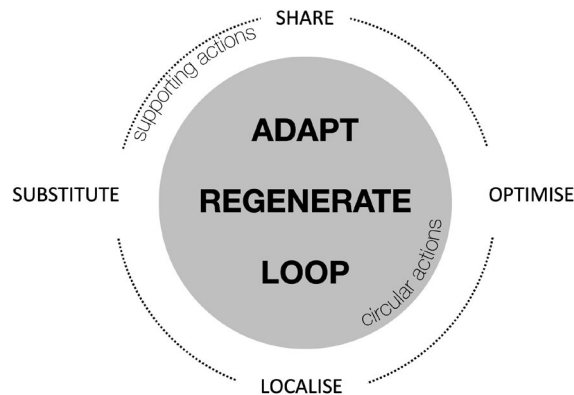 SHARE
supporting actions
ADAPT
SUBSTITUTE
REGENERATE
OPTIMISE
LOOP
circular actions
LOCALISE